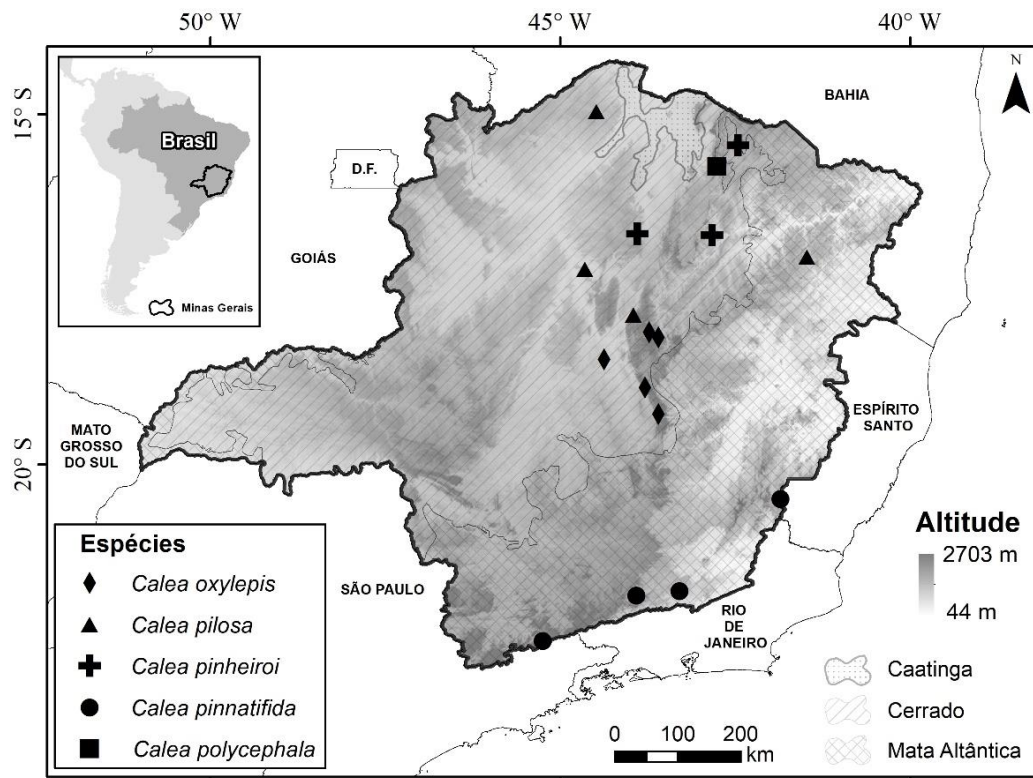 50° W
45° W
40° W
N
15° S
20° S
Brasil
Minas Gerais
BAHIA
D.F.
GOIÁS
MATO
GROSSO
DO SUL
ESPÍRITO
SANTO
SÃO PAULO
RIO
DE
JANEIRO
Altitude
2703 m
44 m
Espécies
Calea oxylepis
Calea pilosa
Calea pinheiroi
Calea pinnatifida
Calea polycephala
Caatinga
Cerrado
Mata Altântica
0 100 200
km